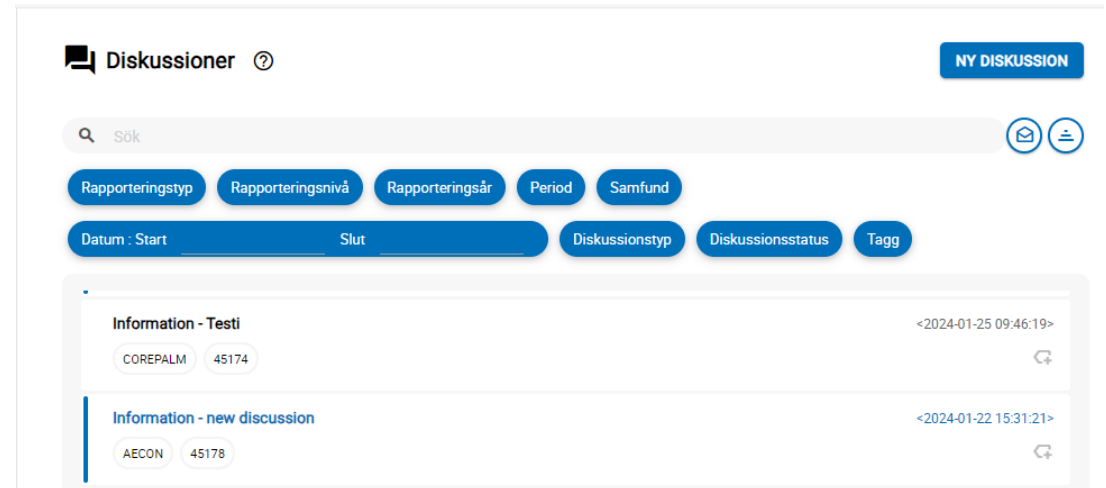 Diskussioner
NY DISKUSSION
Sök
Rapporteringstyp Rapporteringsnivå Rapporteringsår Period Samfund
Datum : Start Slut Diskussionstyp Diskussionsstatus Tagg
Information - Testi <2024-01-25 09:46:19>
COREPALM 45174
Information - new discussion <2024-01-22 15:31:21>
AECON 45178